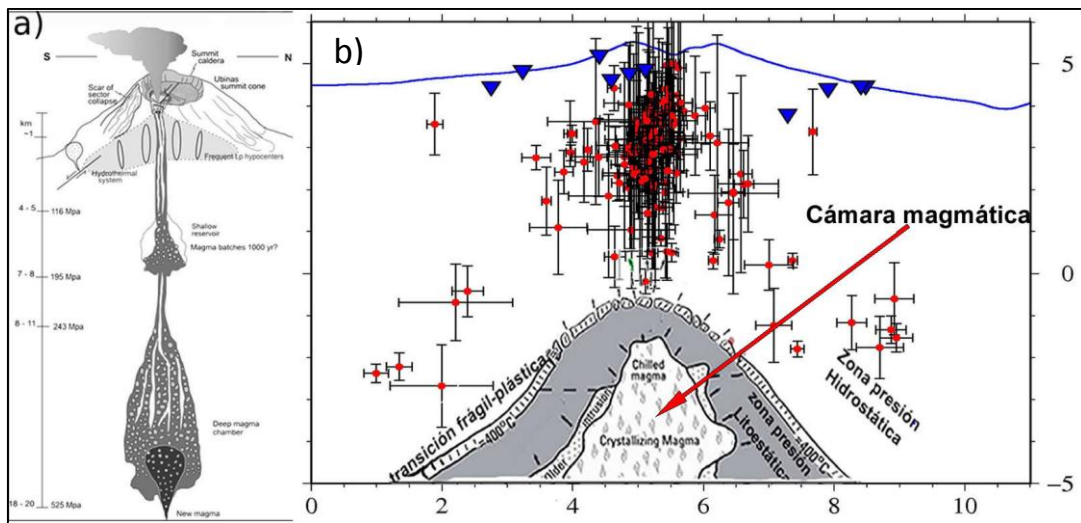 a)
S
N
Summit
caldera
Ubinas
summit cone
Scar of
sector
collapse
km
~1
Frequent Lp hypocenters
Hydrothermal
system
4 - 5
116 Mpa
Shallow
reservoir
Magma batches 1000 yr?
7 - 8
195 Mpa
8 - 11
243 Mpa
Deep magma
chamber
18 - 20
525 Mpa
New magma
b)
5
Cámara magmática
0
transición frágil-plástica
~400°C
Chilled
magma
intrusión
Crystallizing Magma
zona presión
Litoestática
~400°C
Zona presión
Hidrostática
-5
0
2
4
6
8
10